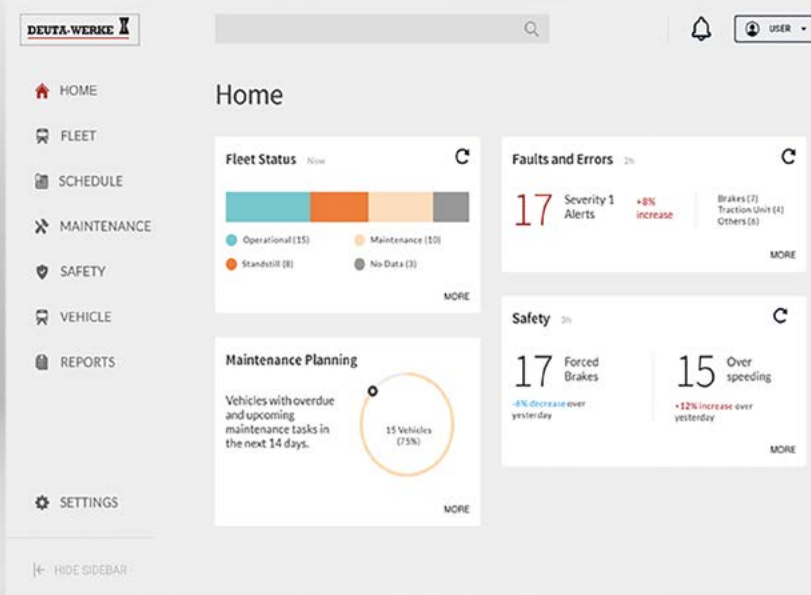 DEUTA-WERKE
USER
HOME
FLEET
SCHEDULE
MAINTENANCE
SAFETY
VEHICLE
REPORTS
SETTINGS
HIDE SIDEBAR
Home
Fleet Status Now
Operational (15)
Maintenance (10)
Standstill (8)
No Data (3)
MORE
Faults and Errors 2h
17 Severity 1
Alerts
+8%
increase
Brakes (7)
Traction Unit (4)
Others (6)
MORE
Maintenance Planning
Vehicles with overdue
and upcoming
maintenance tasks in
the next 14 days.
15 Vehicles
(75%)
MORE
Safety 3h
17 Forced
Brakes
-8% decrease over
yesterday
15 Over
speeding
+12% increase over
yesterday
MORE